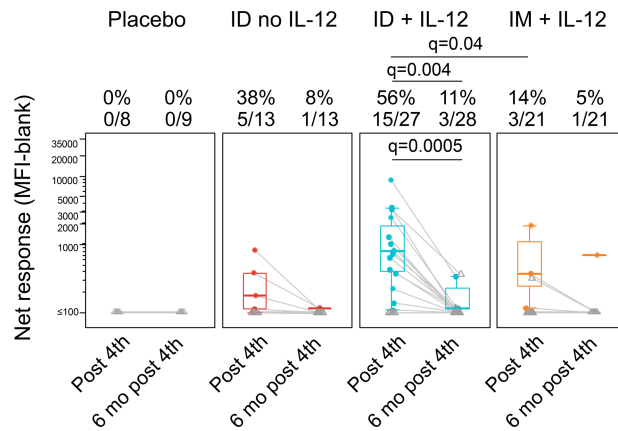 Placebo ID no IL-12 ID + IL-12 IM + IL-12
q=0.04
q=0.004
0% 0% 38% 8% 56% 11% 14% 5%
0/8 0/9 5/13 1/13 15/27 3/28 3/21 1/21
q=0.0005
Net response (MFI-blank)
35000
20000
10000
5000
3000
2000
1000
≤100
Post 4th 6 mo post 4th Post 4th 6 mo post 4th Post 4th 6 mo post 4th Post 4th 6 mo post 4th